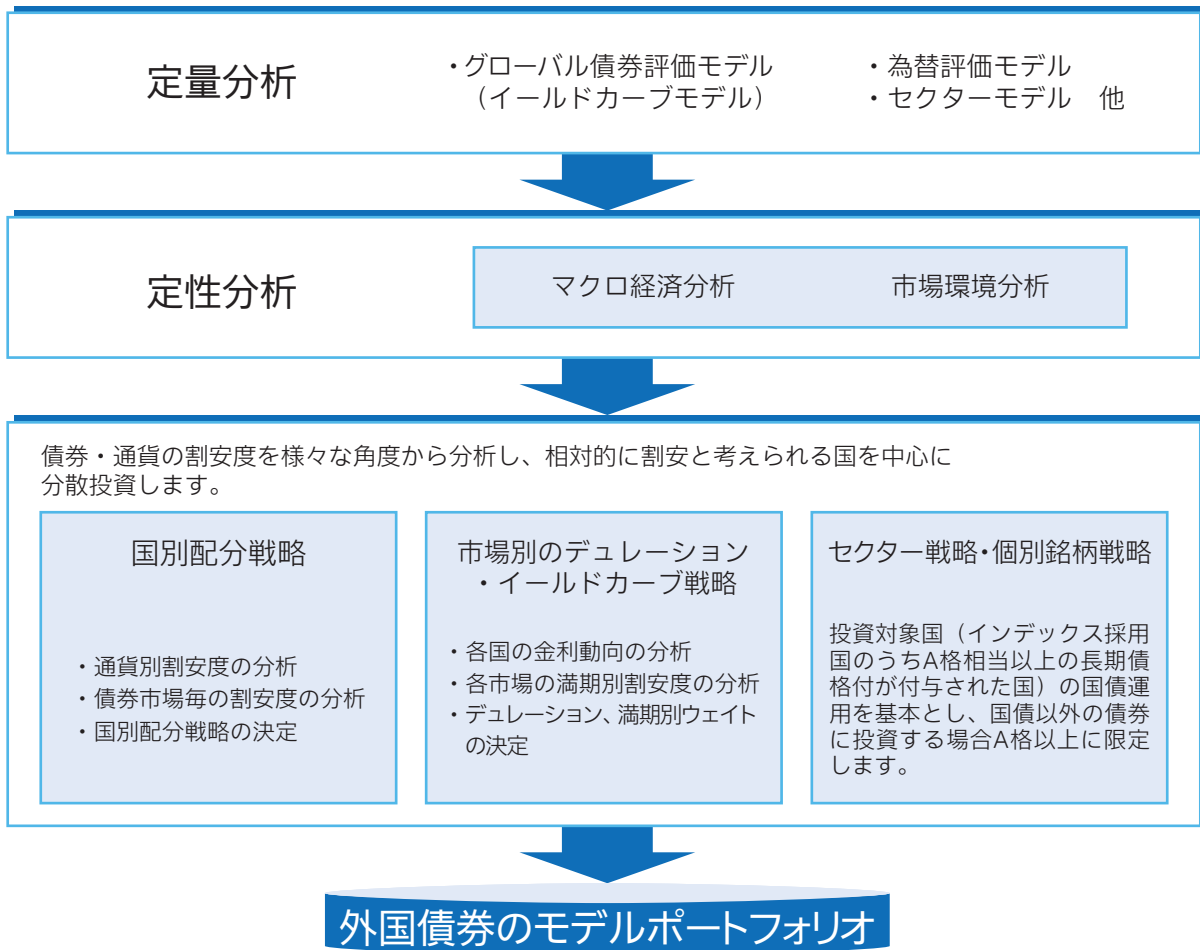 定量分析
・グローバル債券評価モデル
（イールドカーブモデル）
・為替評価モデル
・セクターモデル　他
定性分析
マクロ経済分析
市場環境分析
債券・通貨の割安度を様々な角度から分析し、相対的に割安と考えられる国を中心に
分散投資します。
国別配分戦略
・通貨別割安度の分析
・債券市場毎の割安度の分析
・国別配分戦略の決定
市場別のデュレーション
・イールドカーブ戦略
・各国の金利動向の分析
・各市場の満期別割安度の分析
・デュレーション、満期別ウェイト
の決定
セクター戦略・個別銘柄戦略
投資対象国（インデックス採用
国のうちA格相当以上の長期債
格付が付与された国）の国債運
用を基本とし、国債以外の債券
に投資する場合A格以上に限定
します。
外国債券のモデルポートフォリオ